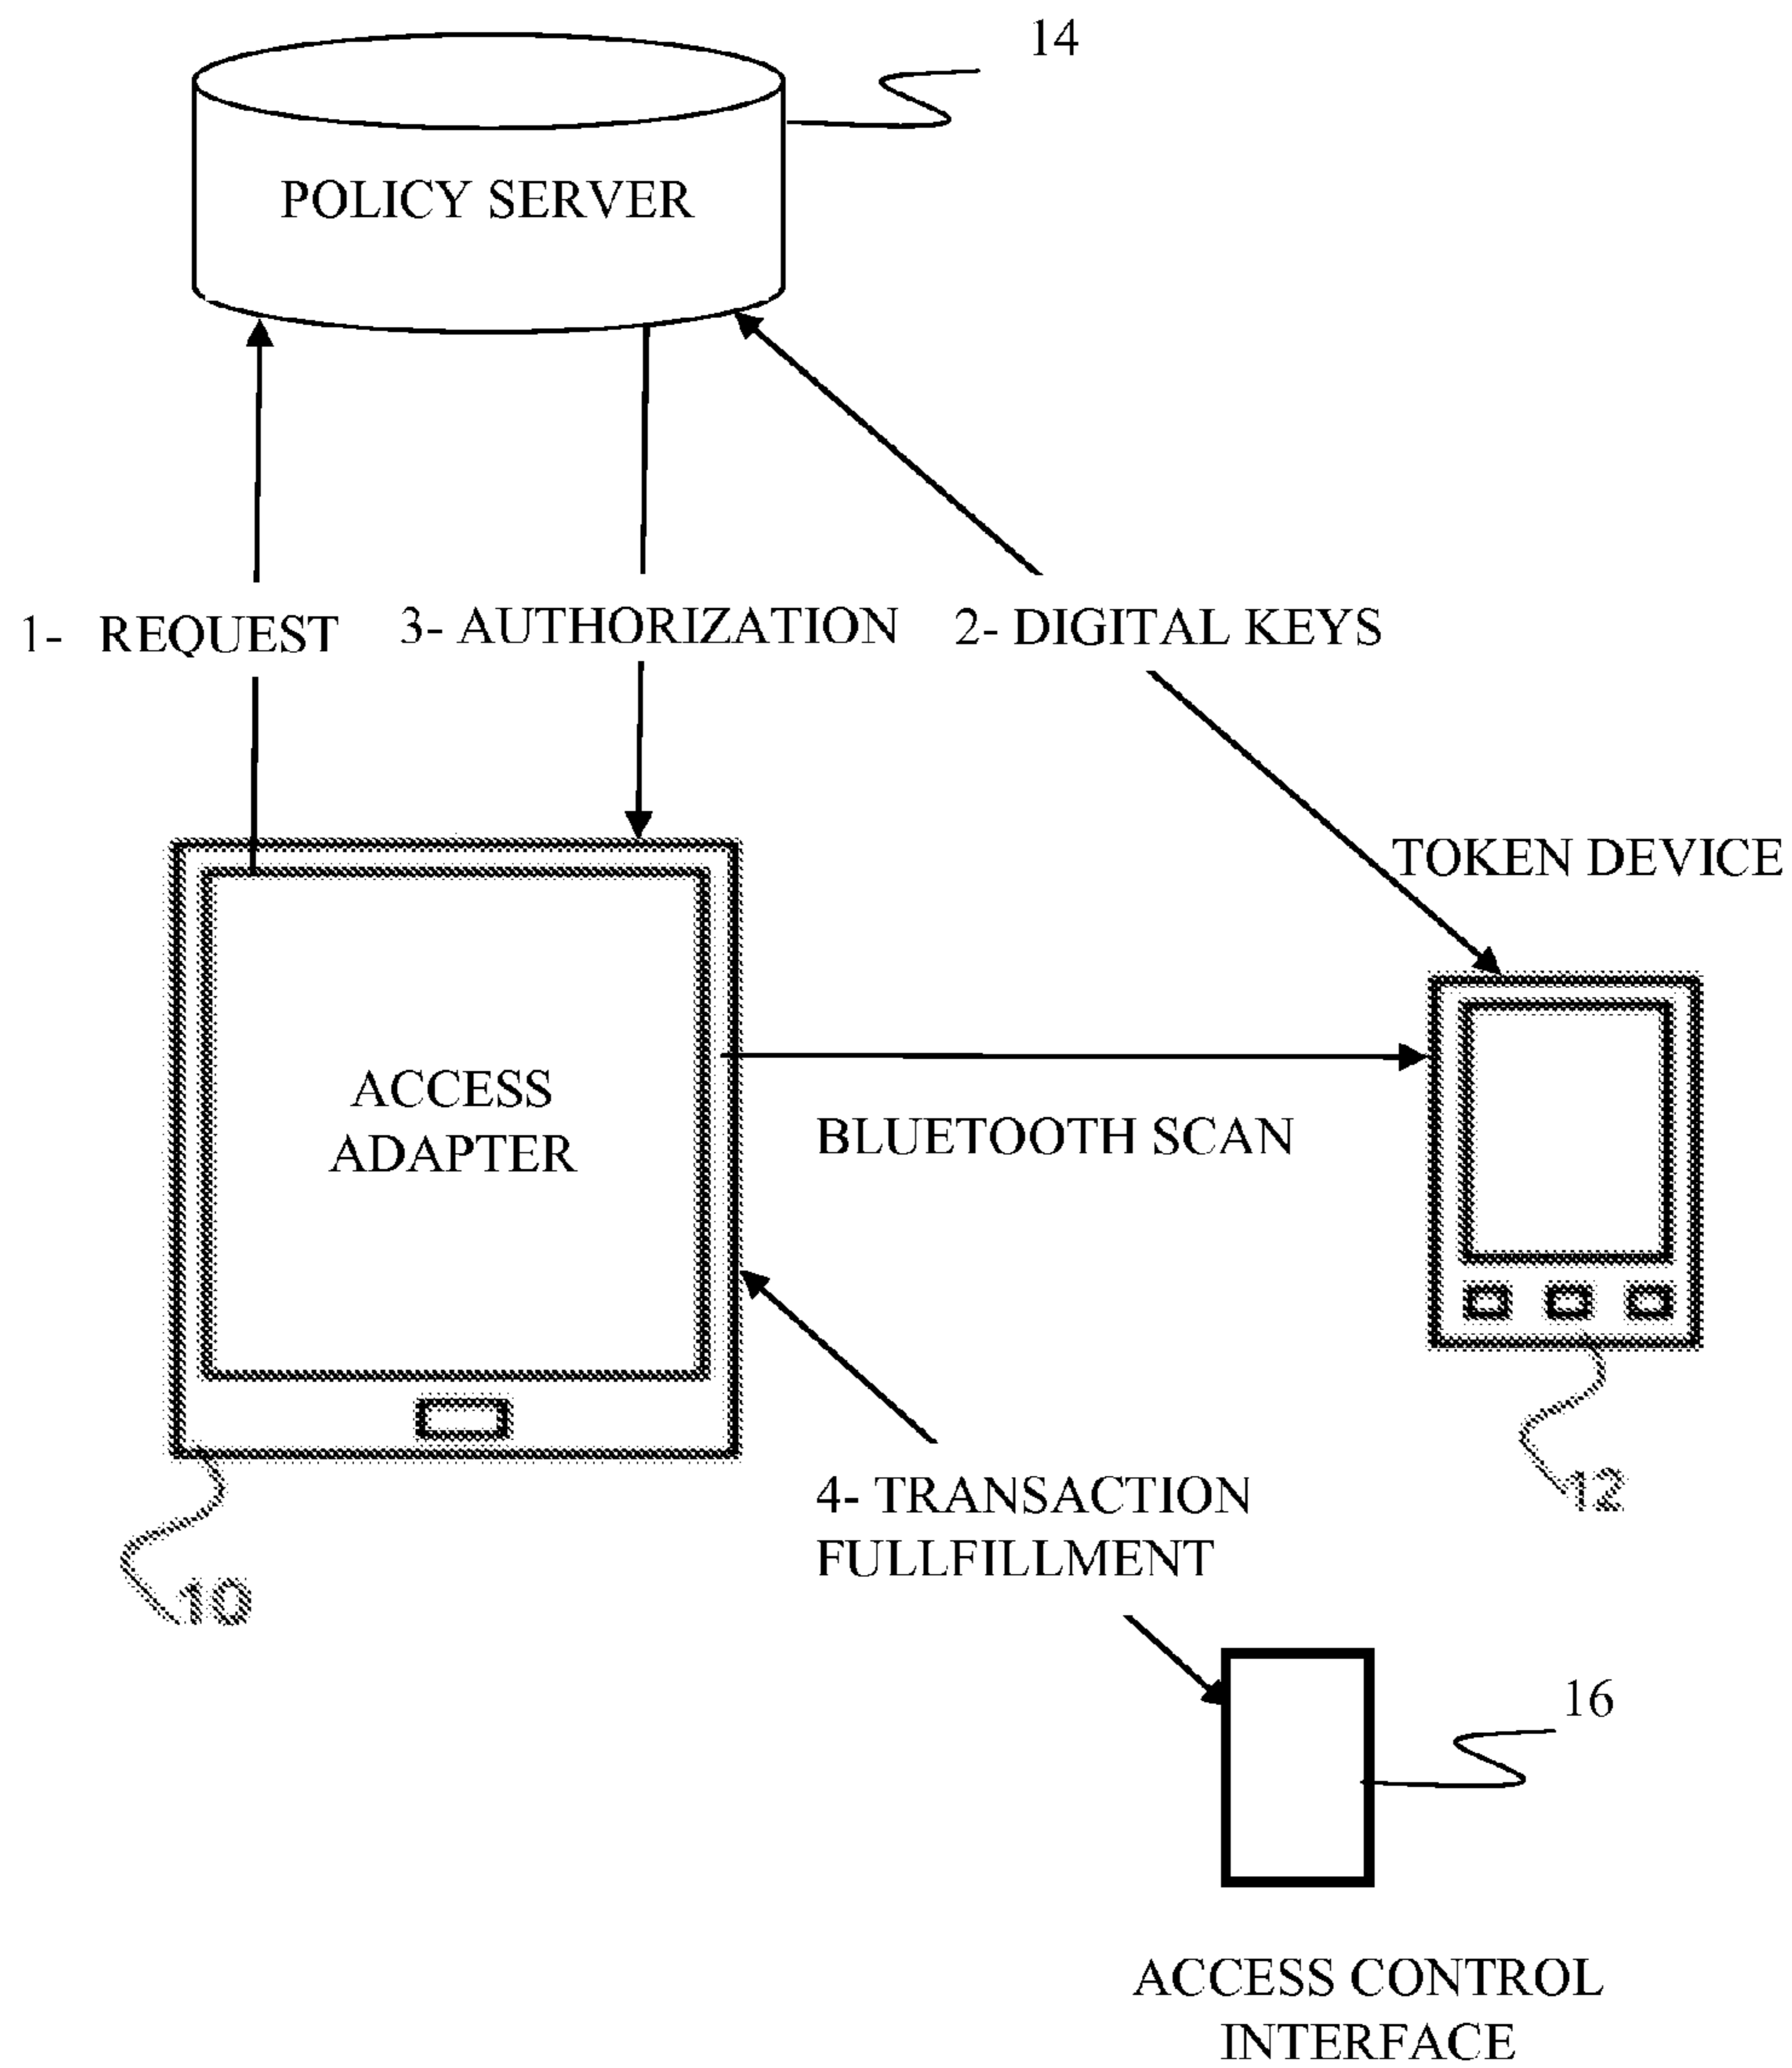 14
POLICY SERVER
1- REQUEST
3- AUTHORIZATION
2- DIGITAL KEYS
TOKEN DEVICE
ACCESS
ADAPTER
BLUETOOTH SCAN
4- TRANSACTION
FULLFILLMENT
12
10
16
ACCESS CONTROL
INTERFACE